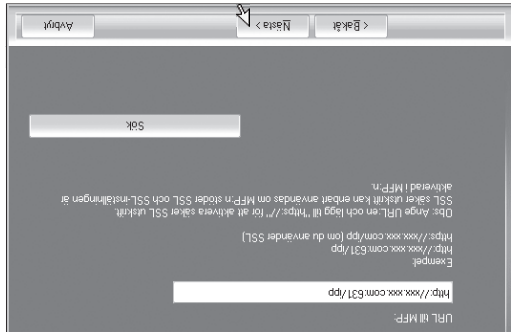 URL till MFP:
http://xxx.xxx.com:631/ipp
Exempel:
http://xxx.xxx.com:631/ipp
https://xxx.xxx.com/ipp (om du använder SSL)
Obs: Ange URL:en och lägg till "https://" för att aktivera säker SSL utskrift.
SSL säker utskrift kan enbart användas om MFP:n stöder SSL och SSL-inställningen är
aktiverad i MFP:n.
Sök
< Bakåt
Nästa >
Avbryt